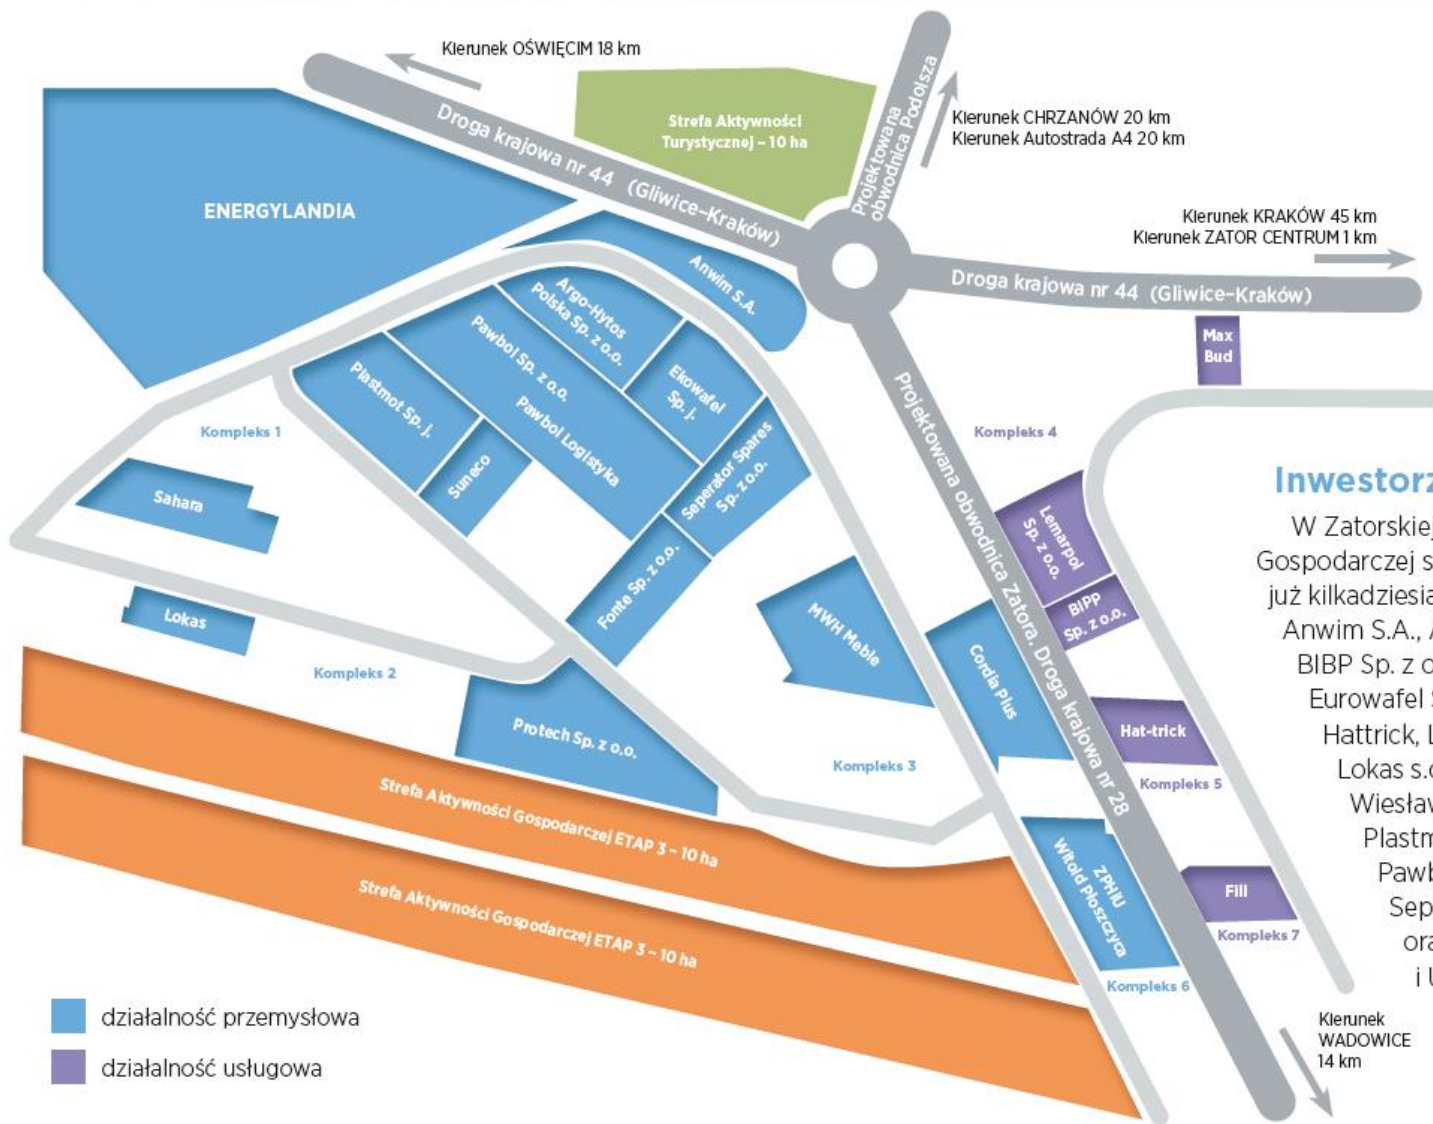 Kierunek OŚWIĘCIM 18 km
Droga krajowa nr 44 (Gliwice–Kraków)
Strefa Aktywności
Turystycznej – 10 ha
Projektowana
obwodnica Podolsza
Kierunek CHRZANÓW 20 km
Kierunek Autostrada A4 20 km
Kierunek KRAKÓW 45 km
Kierunek ZATOR CENTRUM 1 km
Droga krajowa nr 44 (Gliwice–Kraków)
ENERGYLANDIA
Anwim S.A.
Argo-Hytos
Polska Sp. z o.o.
Pawbol Sp. z o.o.
Pawbol Logistyka
Ekowafel
Sp. j.
Plastmot Sp. j.
Suneco
Seperator Spares
Sp. z o.o.
Fonte Sp. z o.o.
Max
Bud
Kompleks 1
Kompleks 4
Sahara
Lokas
Kompleks 2
Protech Sp. z o.o.
MWH Meble
Kompleks 3
Projektowana obwodnica Zatora. Droga krajowa nr 28
Lemarpol
Sp. z o.o.
BIPP
Sp. z o.o.
Cordia Plus
Hat-trick
Kompleks 5
ZPHIU
Witold Płoszczyca
Kompleks 6
Fill
Kompleks 7
Strefa Aktywności Gospodarczej ETAP 3 – 10 ha
Strefa Aktywności Gospodarczej ETAP 3 – 10 ha
Kierunek
WADOWICE
14 km
działalność przemysłowa
działalność usługowa
Inwestorz
W Zatorskiej
Gospodarczej s
już kilkadziesia
Anwim S.A., A
BIBP Sp. z o
Eurowafel S
Hattrick, L
Lokas s.c
Wiesław
Plastm
Pawb
Sep
ora
i U